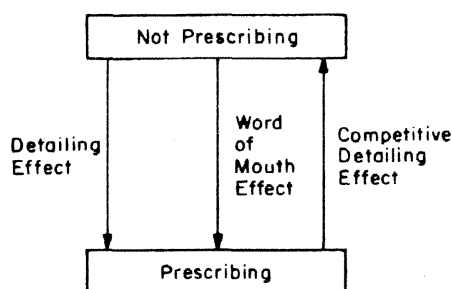 Not Prescribing
Detailing
Effect
Word
of
Mouth
Effect
Competitive
Detailing
Effect
Prescribing